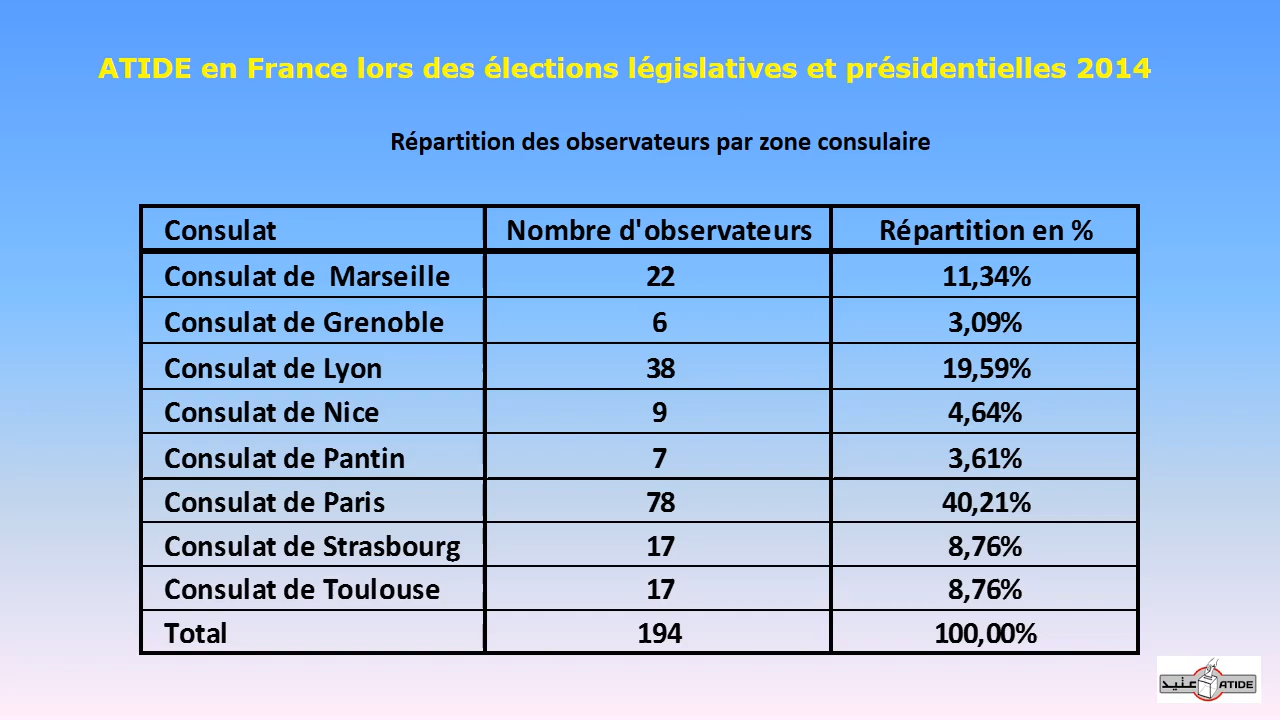 ATIDE en France lors des élections législatives et présidentielles 2014
Répartition des observateurs par zone consulaire
Consulat Nombre d'observateurs Répartition en %
Consulat de Marseille 22 11,34%
Consulat de Grenoble 6 3,09%
Consulat de Lyon 38 19,59%
Consulat de Nice 9 4,64%
Consulat de Pantin 7 3,61%
Consulat de Paris 78 40,21%
Consulat de Strasbourg 17 8,76%
Consulat de Toulouse 17 8,76%
Total 194 100,00%
عتيد ATIDE